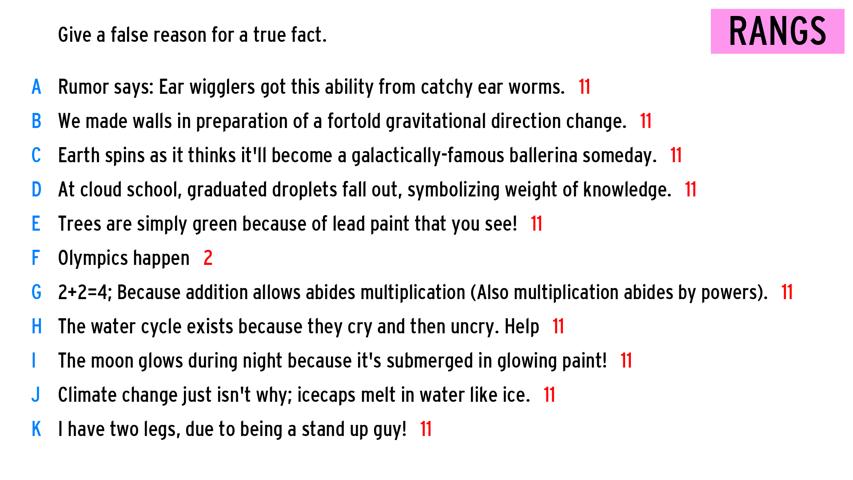 Give a false reason for a true fact.
RANGS
A Rumor says: Ear wigglers got this ability from catchy ear worms. 11
B We made walls in preparation of a fortold gravitational direction change. 11
C Earth spins as it thinks it'll become a galactically-famous ballerina someday. 11
D At cloud school, graduated droplets fall out, symbolizing weight of knowledge. 11
E Trees are simply green because of lead paint that you see! 11
F Olympics happen 2
G 2+2=4; Because addition allows abides multiplication (Also multiplication abides by powers). 11
H The water cycle exists because they cry and then uncry. Help 11
I The moon glows during night because it's submerged in glowing paint! 11
J Climate change just isn't why; icecaps melt in water like ice. 11
K I have two legs, due to being a stand up guy! 11